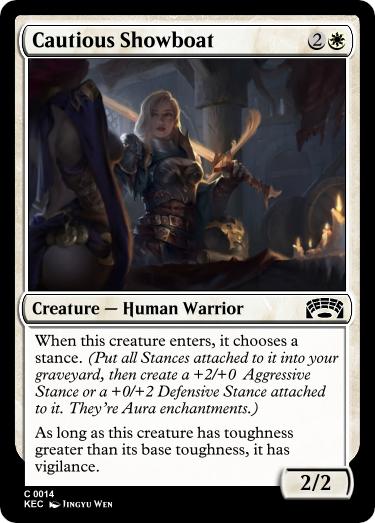 Cautious Showboat 2
Creature — Human Warrior
When this creature enters, it chooses a
stance. (Put all Stances attached to it into your
graveyard, then create a +2/+0 Aggressive
Stance or a +0/+2 Defensive Stance attached
to it. They're Aura enchantments.)
As long as this creature has toughness
greater than its base toughness, it has
vigilance.
2/2
C 0014
KEC Jingyu Wen